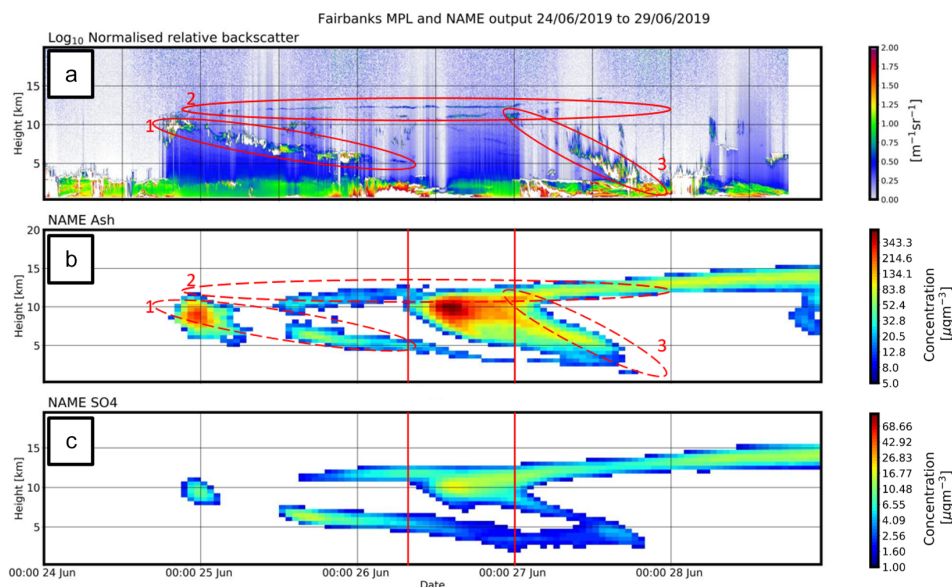 Fairbanks MPL and NAME output 24/06/2019 to 29/06/2019
Log₁₀ Normalised relative backscatter
a
1
2
3
Height [km]
15
10
5
2.00
1.75
1.50
1.25
1.00
0.75
0.50
0.25
0.00
[m⁻¹sr⁻¹]
NAME Ash
b
1
2
3
Height [km]
20
15
10
5
343.3
214.6
134.1
83.8
52.4
32.8
20.5
12.8
8.0
5.0
Concentration
[μgm⁻³]
NAME SO4
c
Height [km]
15
10
5
68.66
42.92
26.83
16.77
10.48
6.55
4.09
2.56
1.60
1.00
Concentration
[μgm⁻³]
00:00 24 Jun 00:00 25 Jun 00:00 26 Jun 00:00 27 Jun 00:00 28 Jun
Date